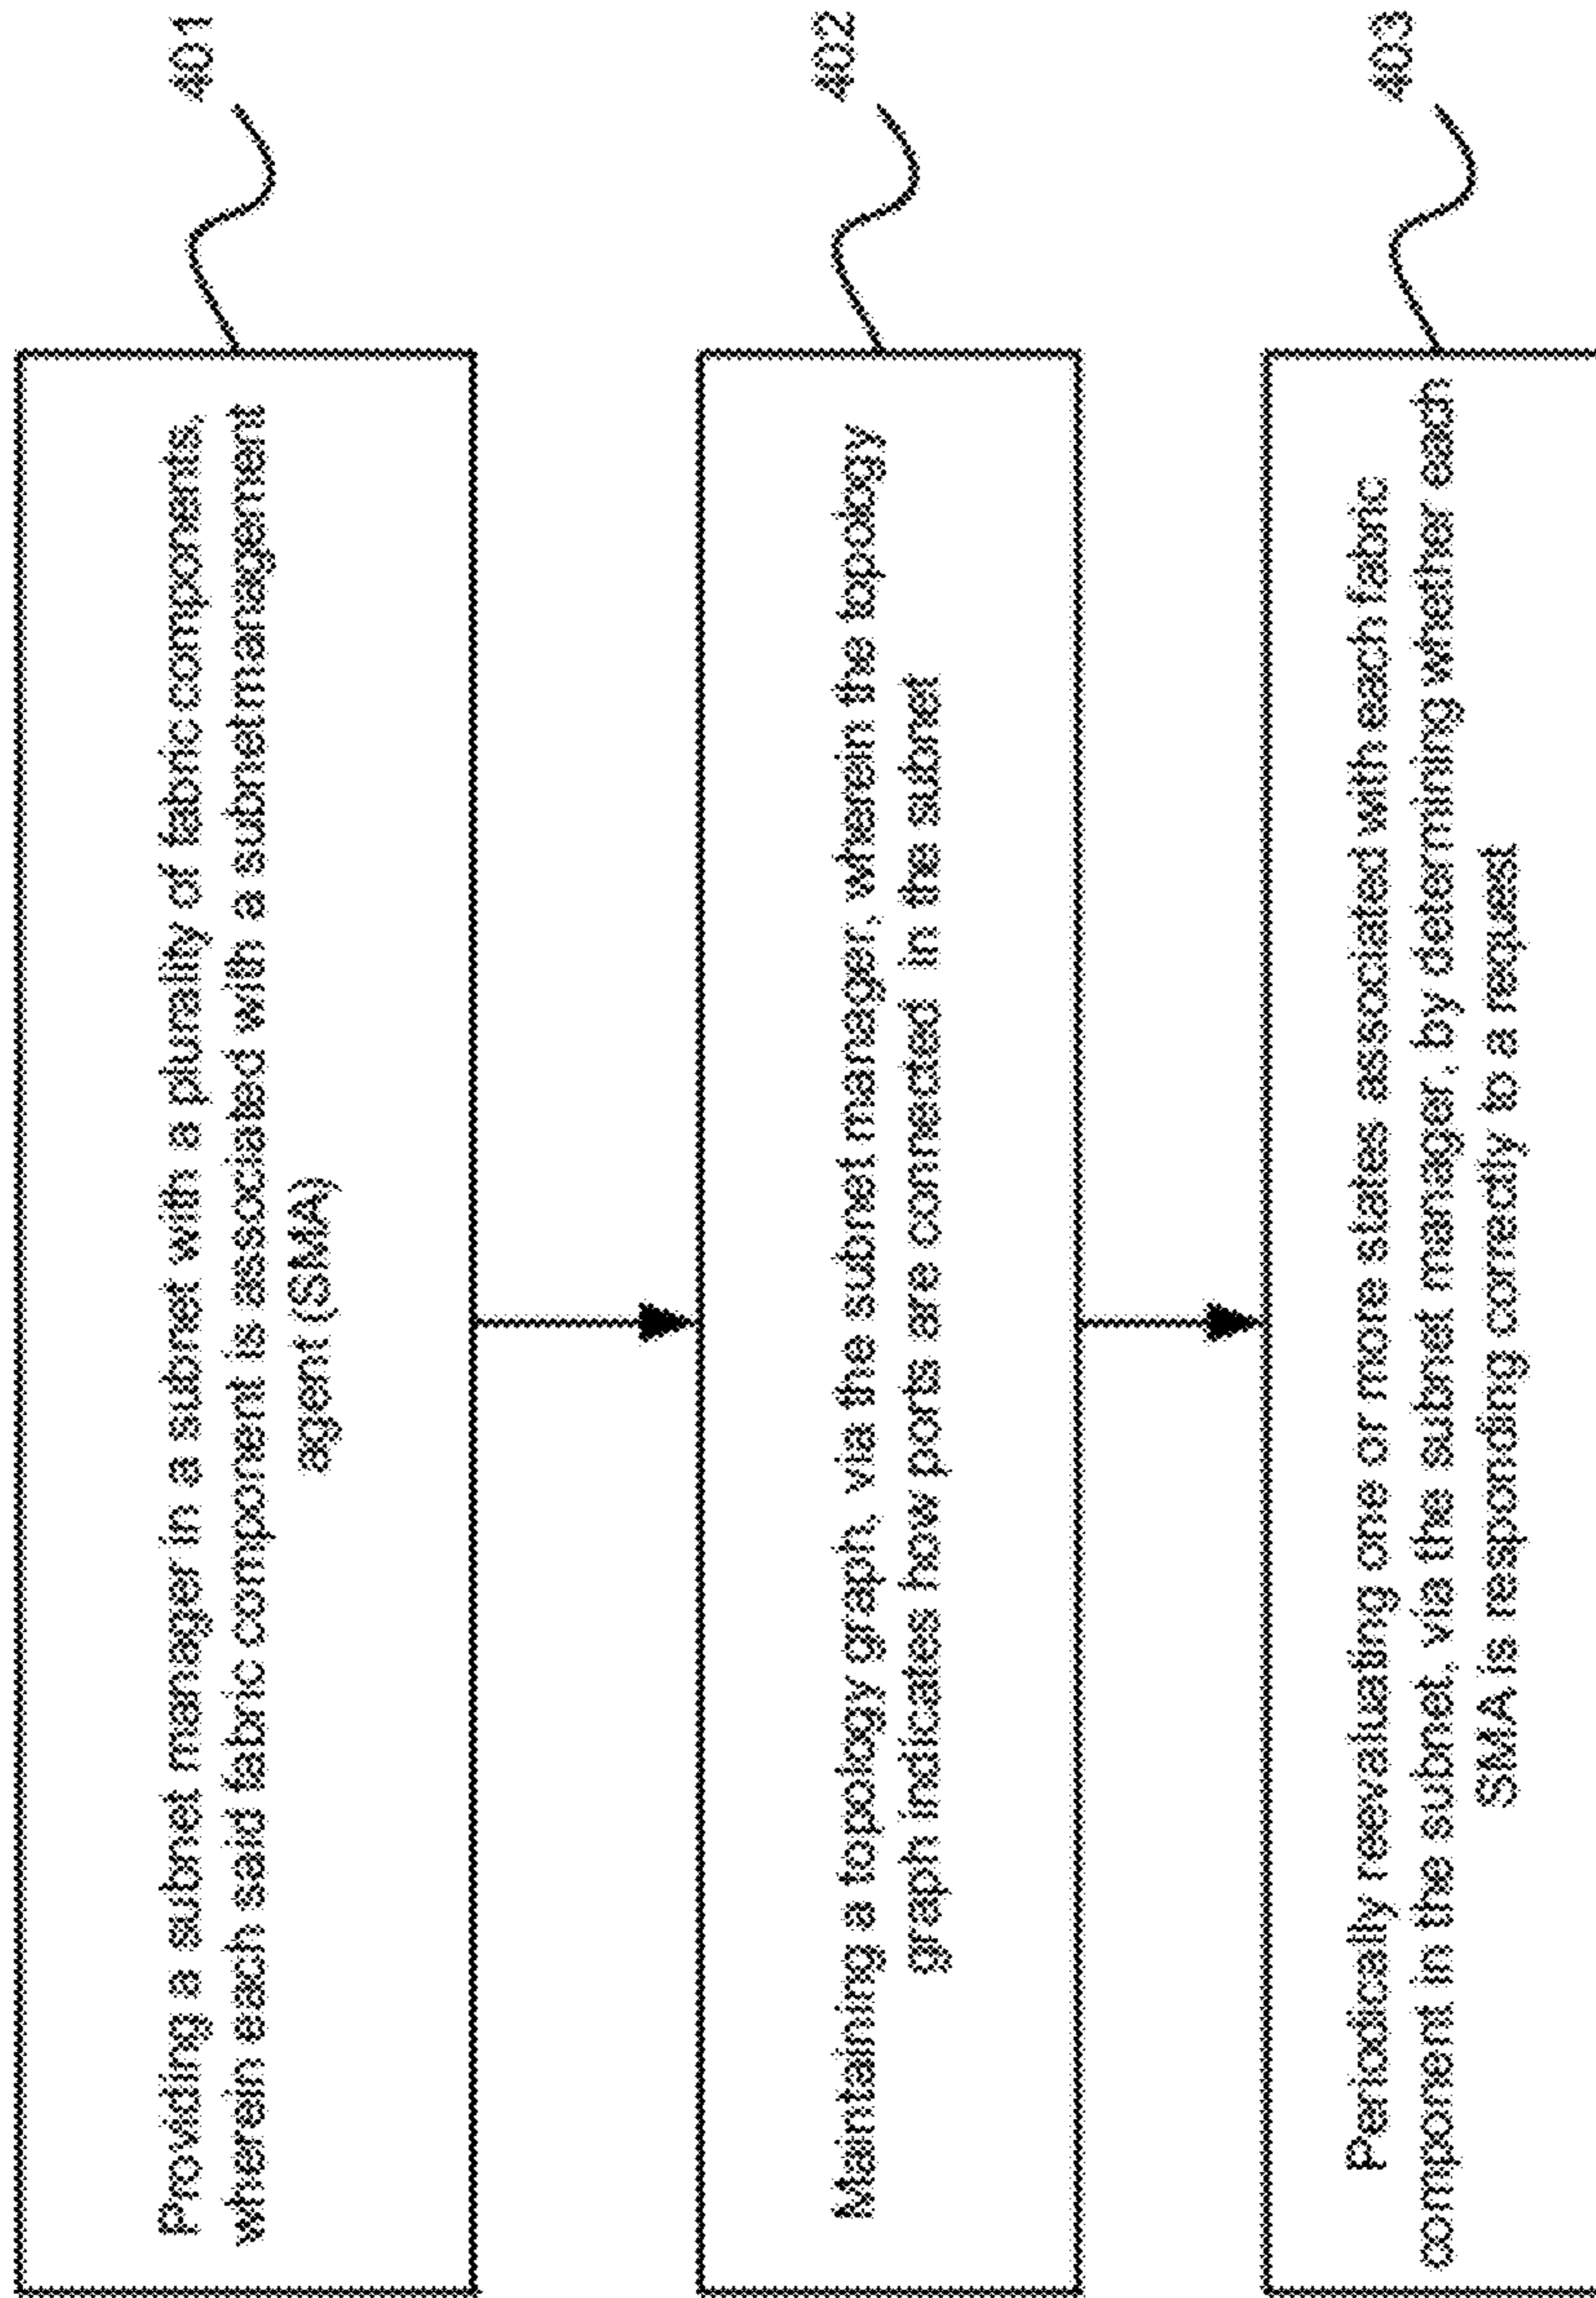 Providing a subnet manager in a subnet with a plurality of fabric components,
wherein each said fabric component is associated with a subnet management
agent (SMA)
401
Maintaining a topology graph, via the subnet manager, wherein the topology
graph indicates how ports are connected in the subnet
402
Periodically reevaluating one or more states associated with each fabric
component in the subnet, via the subnet manager, by determining whether each
SMA is responding correctly to a request
403